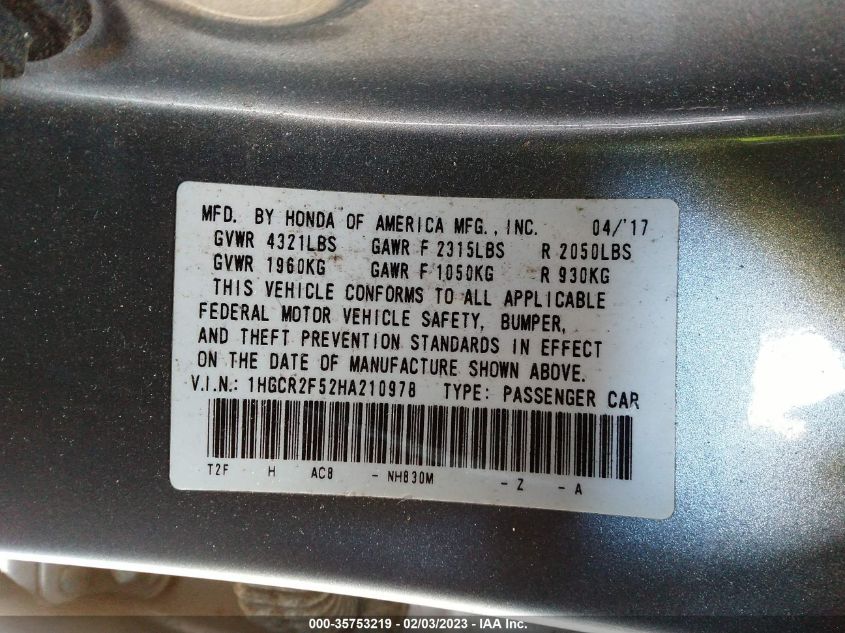 MFD. BY HONDA OF AMERICA MFG., INC. 04/'17
GVWR 4321LBS GAWR F 2315LBS R 2050LBS
GVWR 1960KG GAWR F 1050KG R 930KG
THIS VEHICLE CONFORMS TO ALL APPLICABLE
FEDERAL MOTOR VEHICLE SAFETY, BUMPER,
AND THEFT PREVENTION STANDARDS IN EFFECT
ON THE DATE OF MANUFACTURE SHOWN ABOVE.
V.I.N.: 1HGCR2F52HA210978 TYPE: PASSENGER CAR
T2F H AC8 - NH830M - Z - A
000-35753219 - 02/03/2023 - IAA Inc.